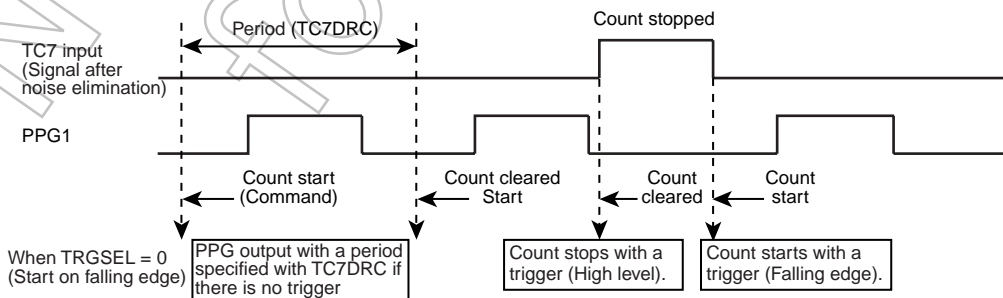 Count stopped
Period (TC7DRC)
TC7 input
(Signal after
noise elimination)
PPG1
Count start
(Command)
Count cleared
Start
Count
cleared
Count
start
When TRGSEL = 0
(Start on falling edge)
PPG output with a period
specified with TC7DRC if
there is no trigger
Count stops with a
trigger (High level).
Count starts with a
trigger (Falling edge).